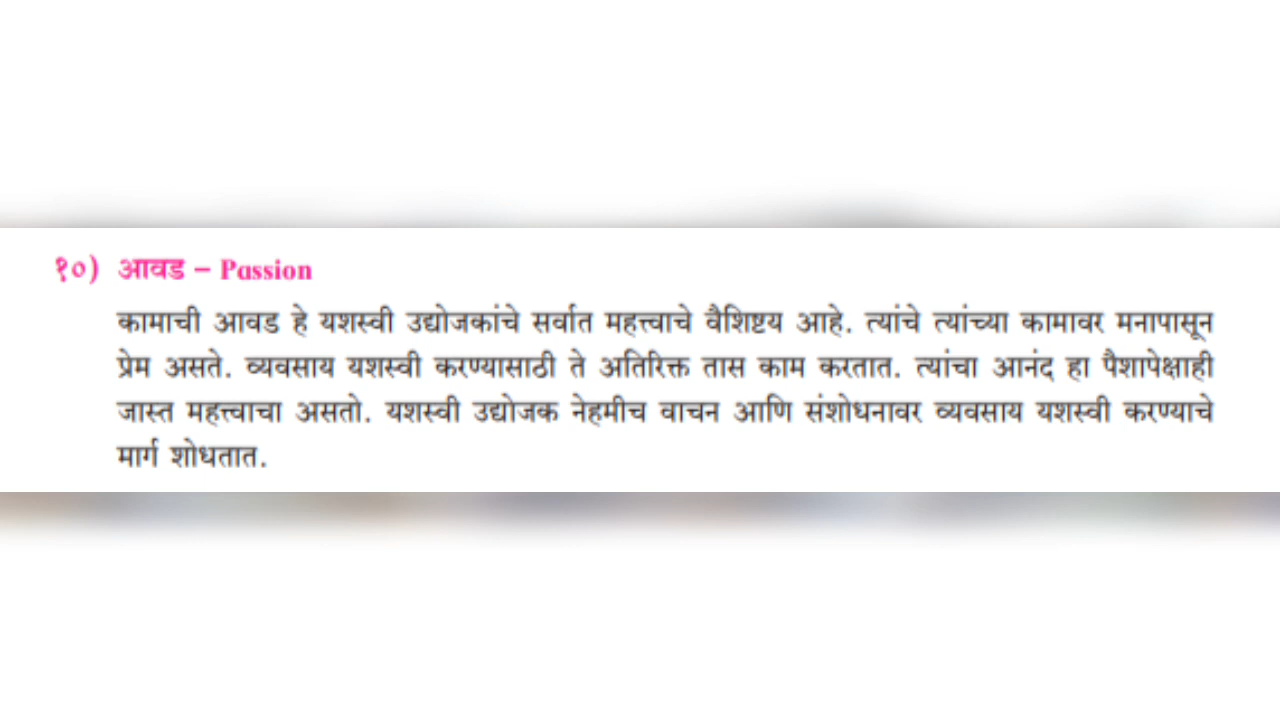 १०) आवड – Passion
कामाची आवड हे यशस्वी उद्योजकांचे सर्वात महत्त्वाचे वैशिष्टय आहे. त्यांचे त्यांच्या कामावर मनापासून
प्रेम असते. व्यवसाय यशस्वी करण्यासाठी ते अतिरिक्त तास काम करतात. त्यांचा आनंद हा पैशापेक्षाही
जास्त महत्त्वाचा असतो. यशस्वी उद्योजक नेहमीच वाचन आणि संशोधनावर व्यवसाय यशस्वी करण्याचे
मार्ग शोधतात.